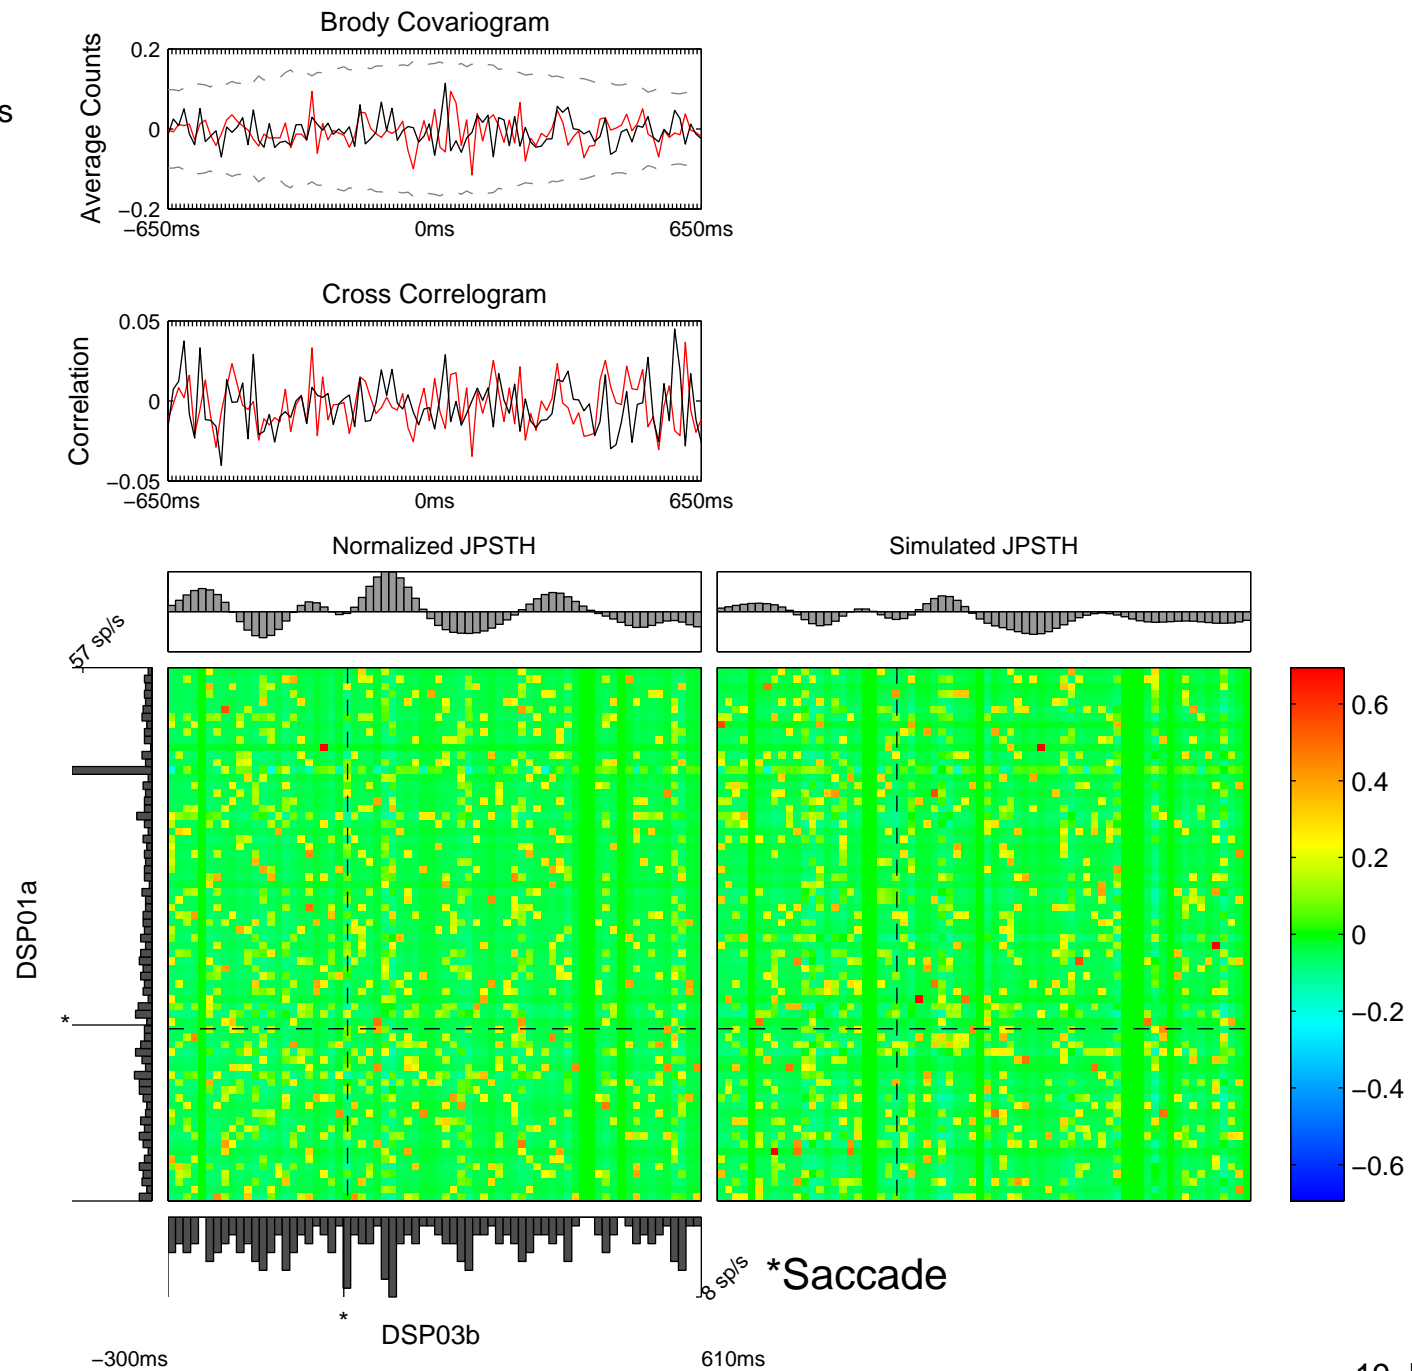 Brody Covariogram
s
Average Counts
0.2
0
−0.2
−650ms
0ms
650ms
Cross Correlogram
Correlation
0.05
0
−0.05
−650ms
0ms
650ms
Normalized JPSTH
Simulated JPSTH
57 sp/s
DSP01a
*
0.6
0.4
0.2
0
−0.2
−0.4
−0.6
8 sp/s
*Saccade
*
DSP03b
−300ms
610ms